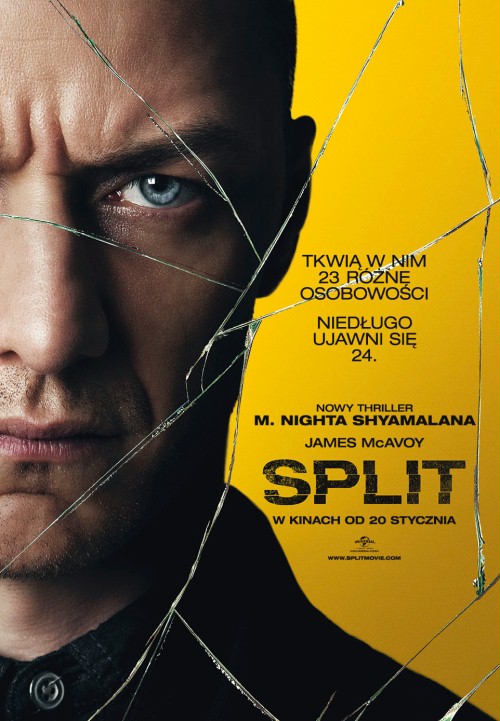 TKWIĄ W NIM
23 RÓŻNE
OSOBOWOŚCI
NIEDŁUGO
UJAWNI SIĘ
24.
NOWY THRILLER
M. NIGHTA SHYAMALANA
JAMES McAVOY
SPLIT
W KINACH OD 20 STYCZNIA
UNIVERSAL
WWW.SPLITMOVIE.COM